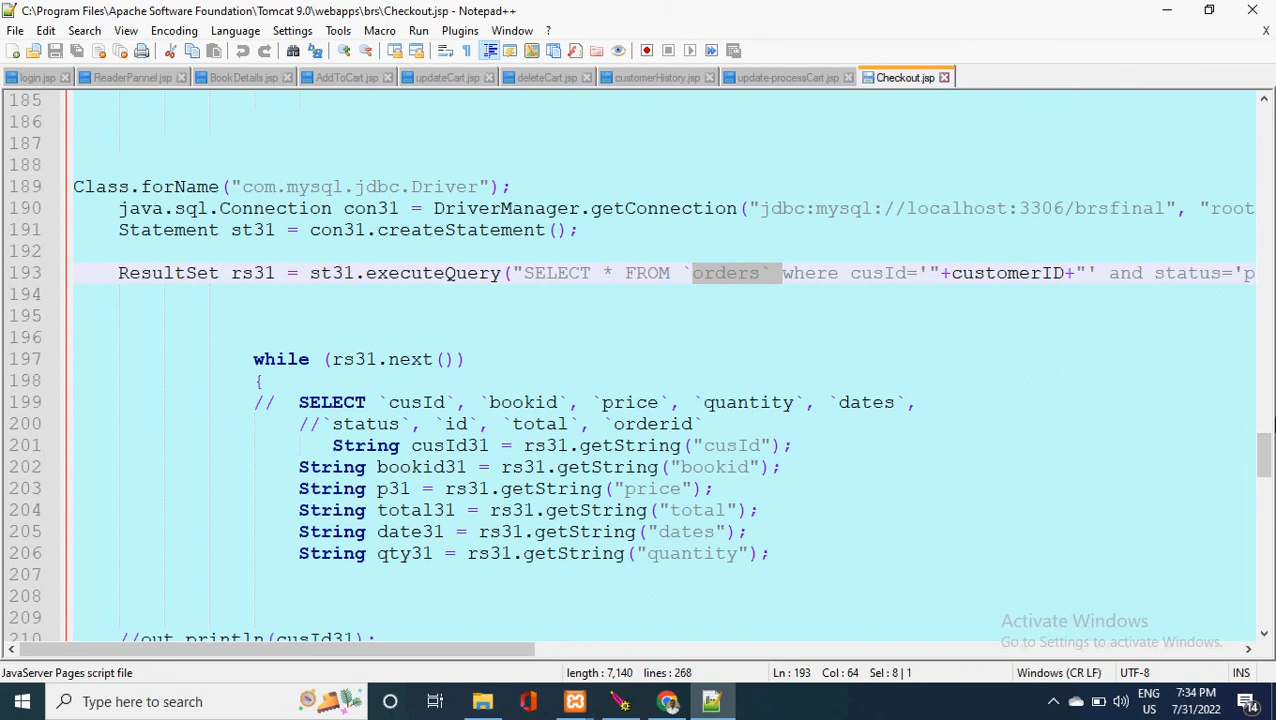 C:\Program Files\Apache Software Foundation\Tomcat 9.0\webapps\brs\Checkout.jsp - Notepad++
File Edit Search View Encoding Language Settings Tools Macro Run Plugins Window ? X
login.jsp ReaderPannel.jsp BookDetails.jsp AddToCart.jsp updateCart.jsp deleteCart.jsp customerHistory.jsp update-processCart.jsp Checkout.jsp
185
186
187
188
189 Class.forName("com.mysql.jdbc.Driver");
190 java.sql.Connection con31 = DriverManager.getConnection("jdbc:mysql://localhost:3306/brsfinal", "root
191 Statement st31 = con31.createStatement();
192
193 ResultSet rs31 = st31.executeQuery("SELECT * FROM `orders` where cusId='"+customerID+"' and status='p
194
195
196
197 while (rs31.next())
198 {
199 // SELECT `cusId`, `bookid`, `price`, `quantity`, `dates`,
200 //`status`, `id`, `total`, `orderid`
201 String cusId31 = rs31.getString("cusId");
202 String bookid31 = rs31.getString("bookid");
203 String p31 = rs31.getString("price");
204 String total31 = rs31.getString("total");
205 String date31 = rs31.getString("dates");
206 String qty31 = rs31.getString("quantity");
207
208
209
210 //out.println(cusId31);
Activate Windows
Go to Settings to activate Windows.
JavaServer Pages script file length : 7,140 lines : 268 Ln : 193 Col : 64 Sel : 8 | 1 Windows (CR LF) UTF-8 INS
Type here to search
ENG
US
7:34 PM
7/31/2022
14